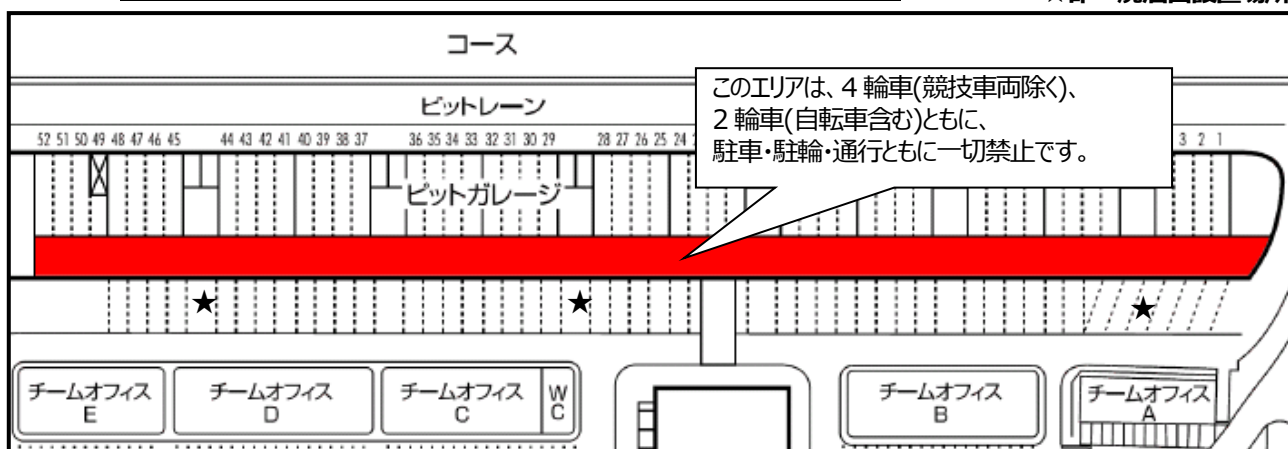 コース
このエリアは、4 輪車(競技車両除く)、
2 輪車(自転車含む)ともに、
駐車・駐輪・通行ともに一切禁止です。
ピットレーン
52 51 50 49 48 47 46 45 44 43 42 41 40 39 38 37 36 35 34 33 32 31 30 29 28 27 26 25 24 3 2 1
ピットガレージ
★ ★ ★
チームオフィス E
チームオフィス D
チームオフィス C
WC
チームオフィス B
チームオフィス A